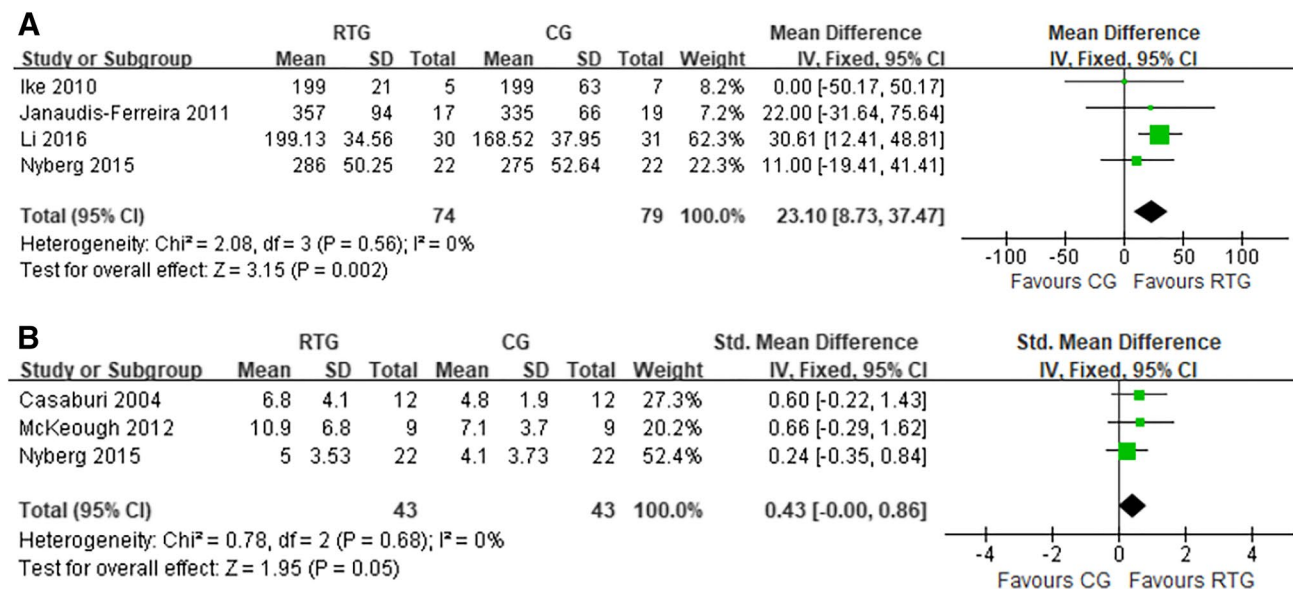 A
RTG CG Mean Difference Mean Difference
Study or Subgroup Mean SD Total Mean SD Total Weight IV, Fixed, 95% CI IV, Fixed, 95% CI
Ike 2010 199 21 5 199 63 7 8.2% 0.00 [-50.17, 50.17]
Janaudis-Ferreira 2011 357 94 17 335 66 19 7.2% 22.00 [-31.64, 75.64]
Li 2016 199.13 34.56 30 168.52 37.95 31 62.3% 30.61 [12.41, 48.81]
Nyberg 2015 286 50.25 22 275 52.64 22 22.3% 11.00 [-19.41, 41.41]
Total (95% CI) 74 79 100.0% 23.10 [8.73, 37.47]
Heterogeneity: Chi² = 2.08, df = 3 (P = 0.56); I² = 0%
Test for overall effect: Z = 3.15 (P = 0.002)
-100 -50 0 50 100
Favours CG Favours RTG
B
RTG CG Std. Mean Difference Std. Mean Difference
Study or Subgroup Mean SD Total Mean SD Total Weight IV, Fixed, 95% CI IV, Fixed, 95% CI
Casaburi 2004 6.8 4.1 12 4.8 1.9 12 27.3% 0.60 [-0.22, 1.43]
McKeough 2012 10.9 6.8 9 7.1 3.7 9 20.2% 0.66 [-0.29, 1.62]
Nyberg 2015 5 3.53 22 4.1 3.73 22 52.4% 0.24 [-0.35, 0.84]
Total (95% CI) 43 43 100.0% 0.43 [-0.00, 0.86]
Heterogeneity: Chi² = 0.78, df = 2 (P = 0.68); I² = 0%
Test for overall effect: Z = 1.95 (P = 0.05)
-4 -2 0 2 4
Favours CG Favours RTG